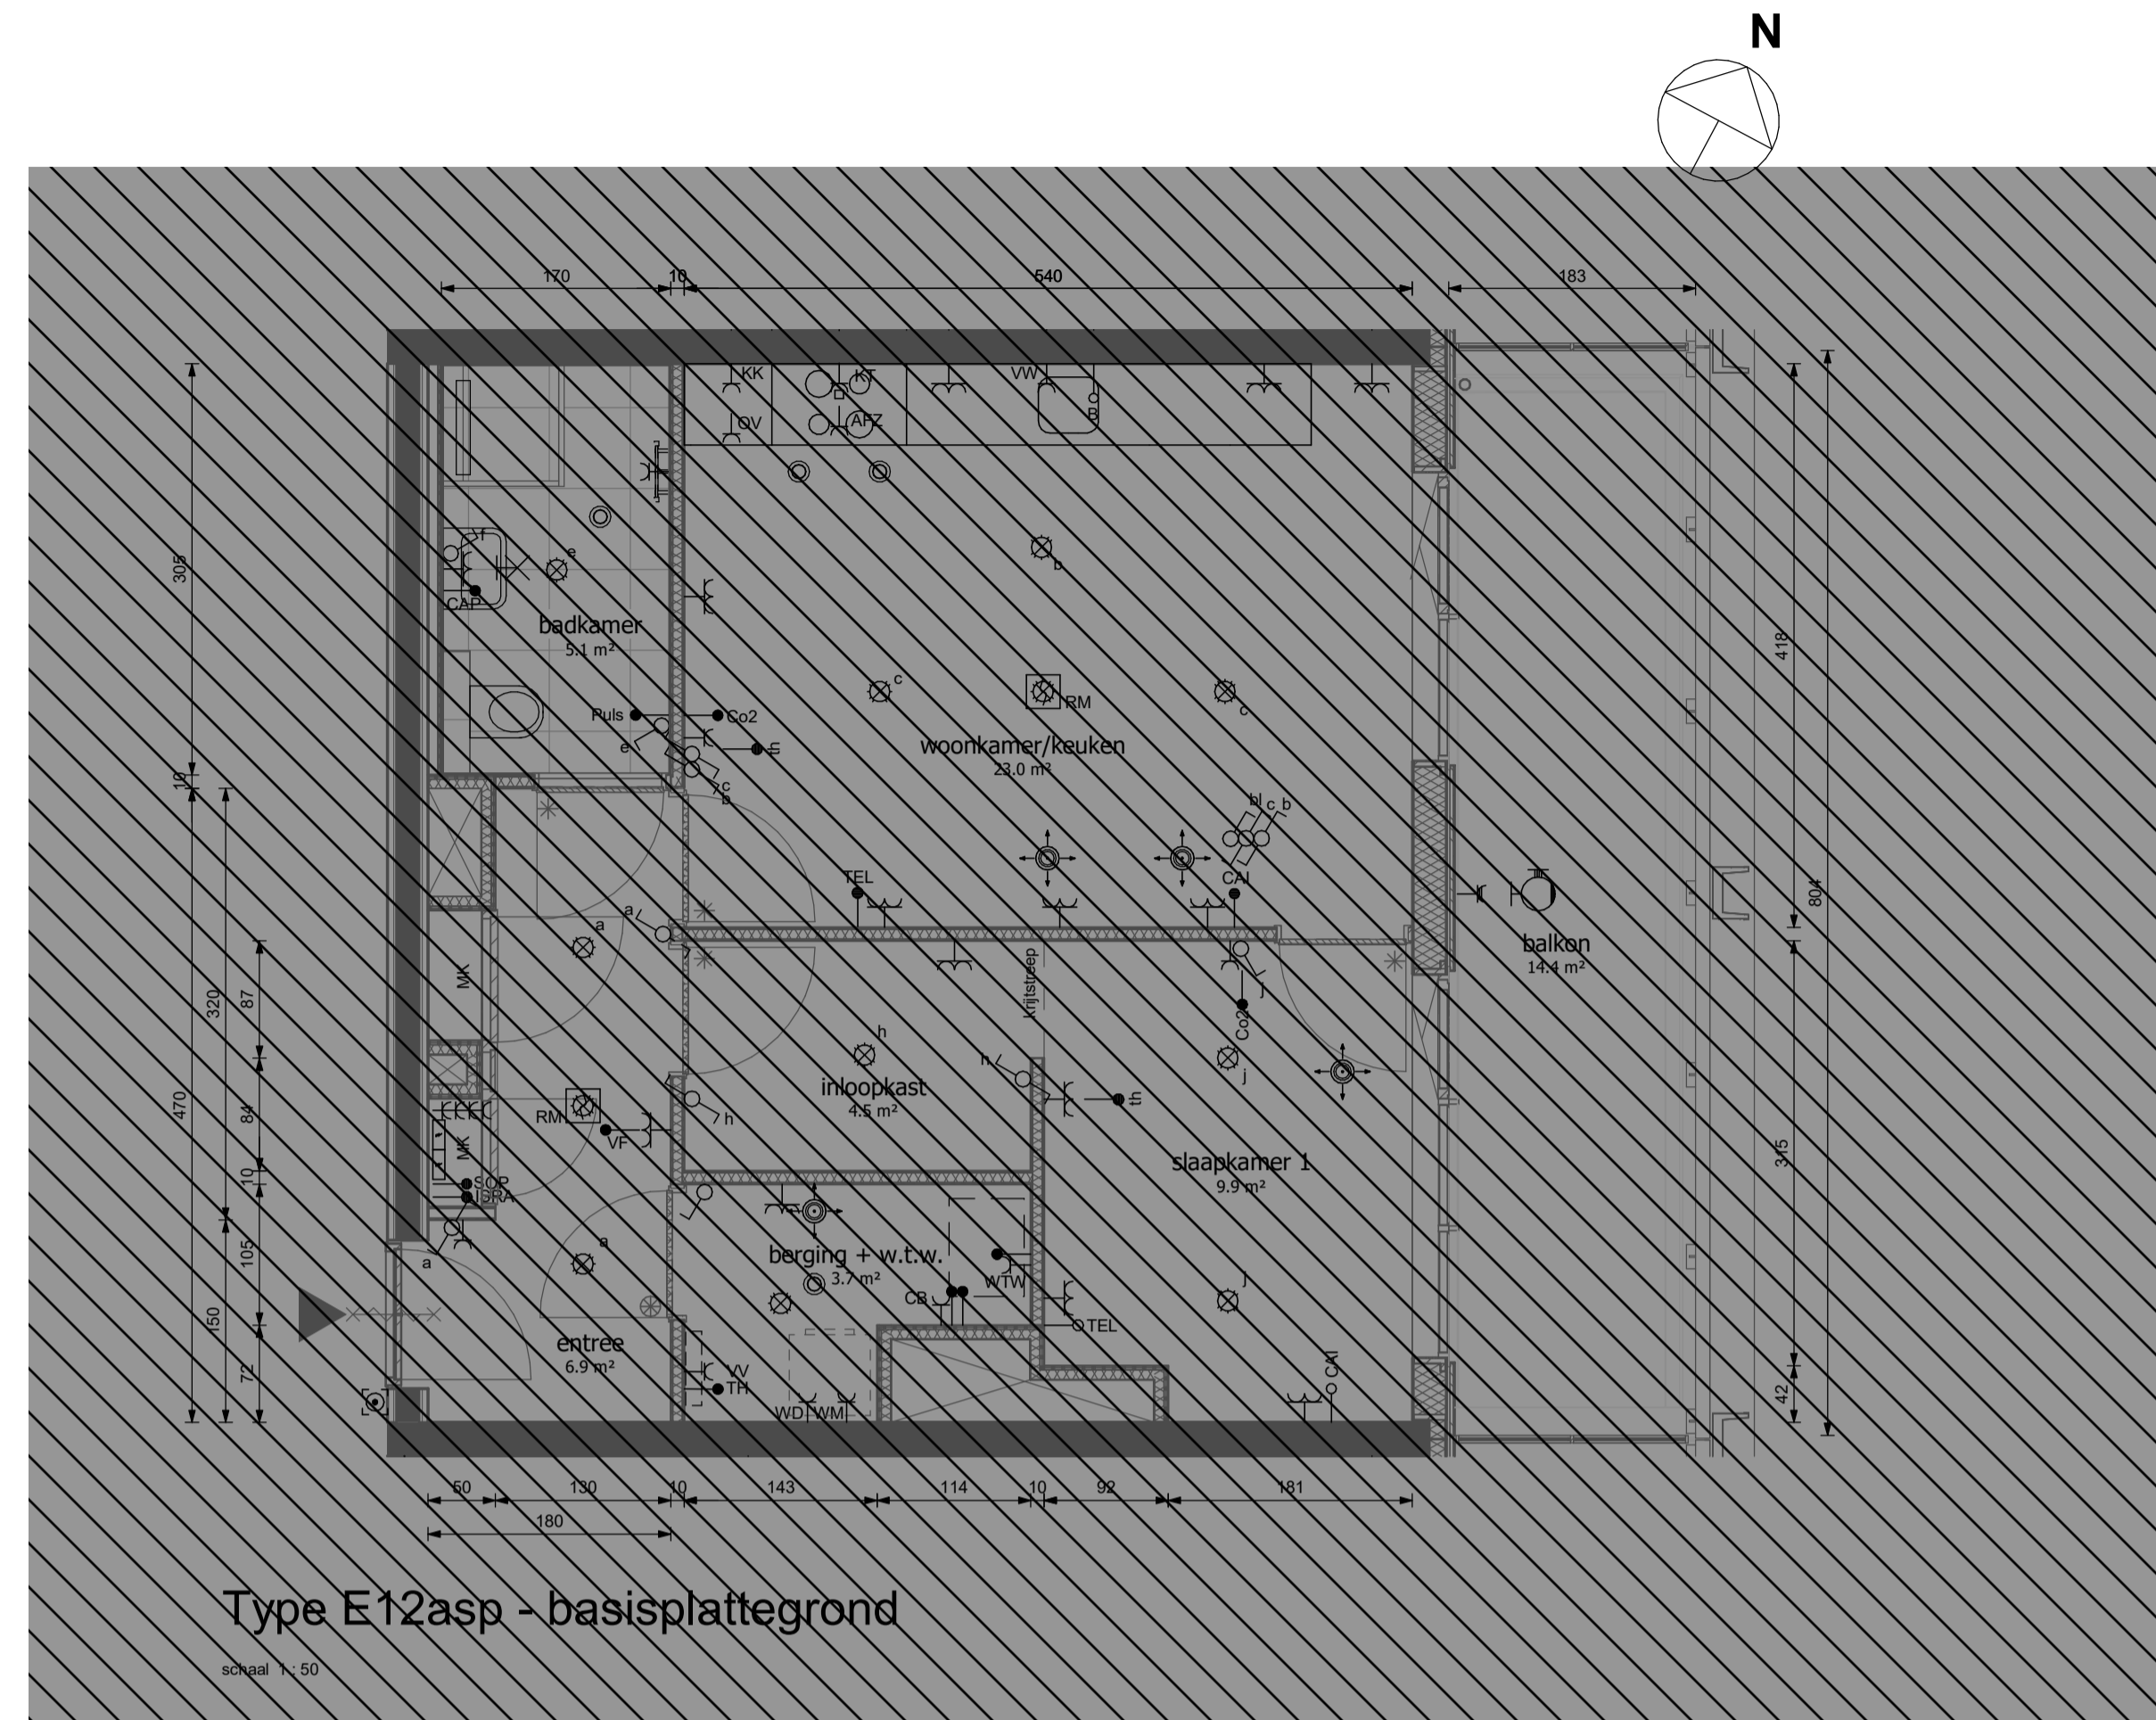 N
170
10
540
183
KK
KT
VW
OV
AFZ
B
f
e
b
CAP
305
badkamer
5.1 m²
418
c
RM
c
Puls
Co2
e
th
woonkamer/keuken
23.0 m²
10
c
b
bl c b
TEL
CAI
804
a
a
balkon
14.4 m²
MK
krijtstreep
j
320
87
Co2
h
h
j
inloopkast
4.5 m²
th
470
84
RM
h
VF
MK
315
slaapkamer 1
9.9 m²
10
SOP
ISRA
a
105
a
berging + w.t.w.
3.7 m²
WTW
j
CB
150
TEL
entree
6.9 m²
72
VV
TH
CAI
42
WD
WM
50
130
10
143
114
10
92
181
180
Type E12asp - basisplattegrond
schaal 1 : 50